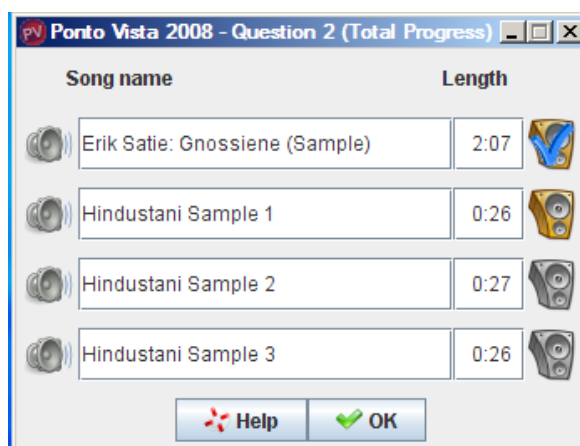 PV Ponto Vista 2008 - Question 2 (Total Progress)
Song name Length
Erik Satie: Gnossiene (Sample) 2:07
Hindustani Sample 1 0:26
Hindustani Sample 2 0:27
Hindustani Sample 3 0:26
Help OK